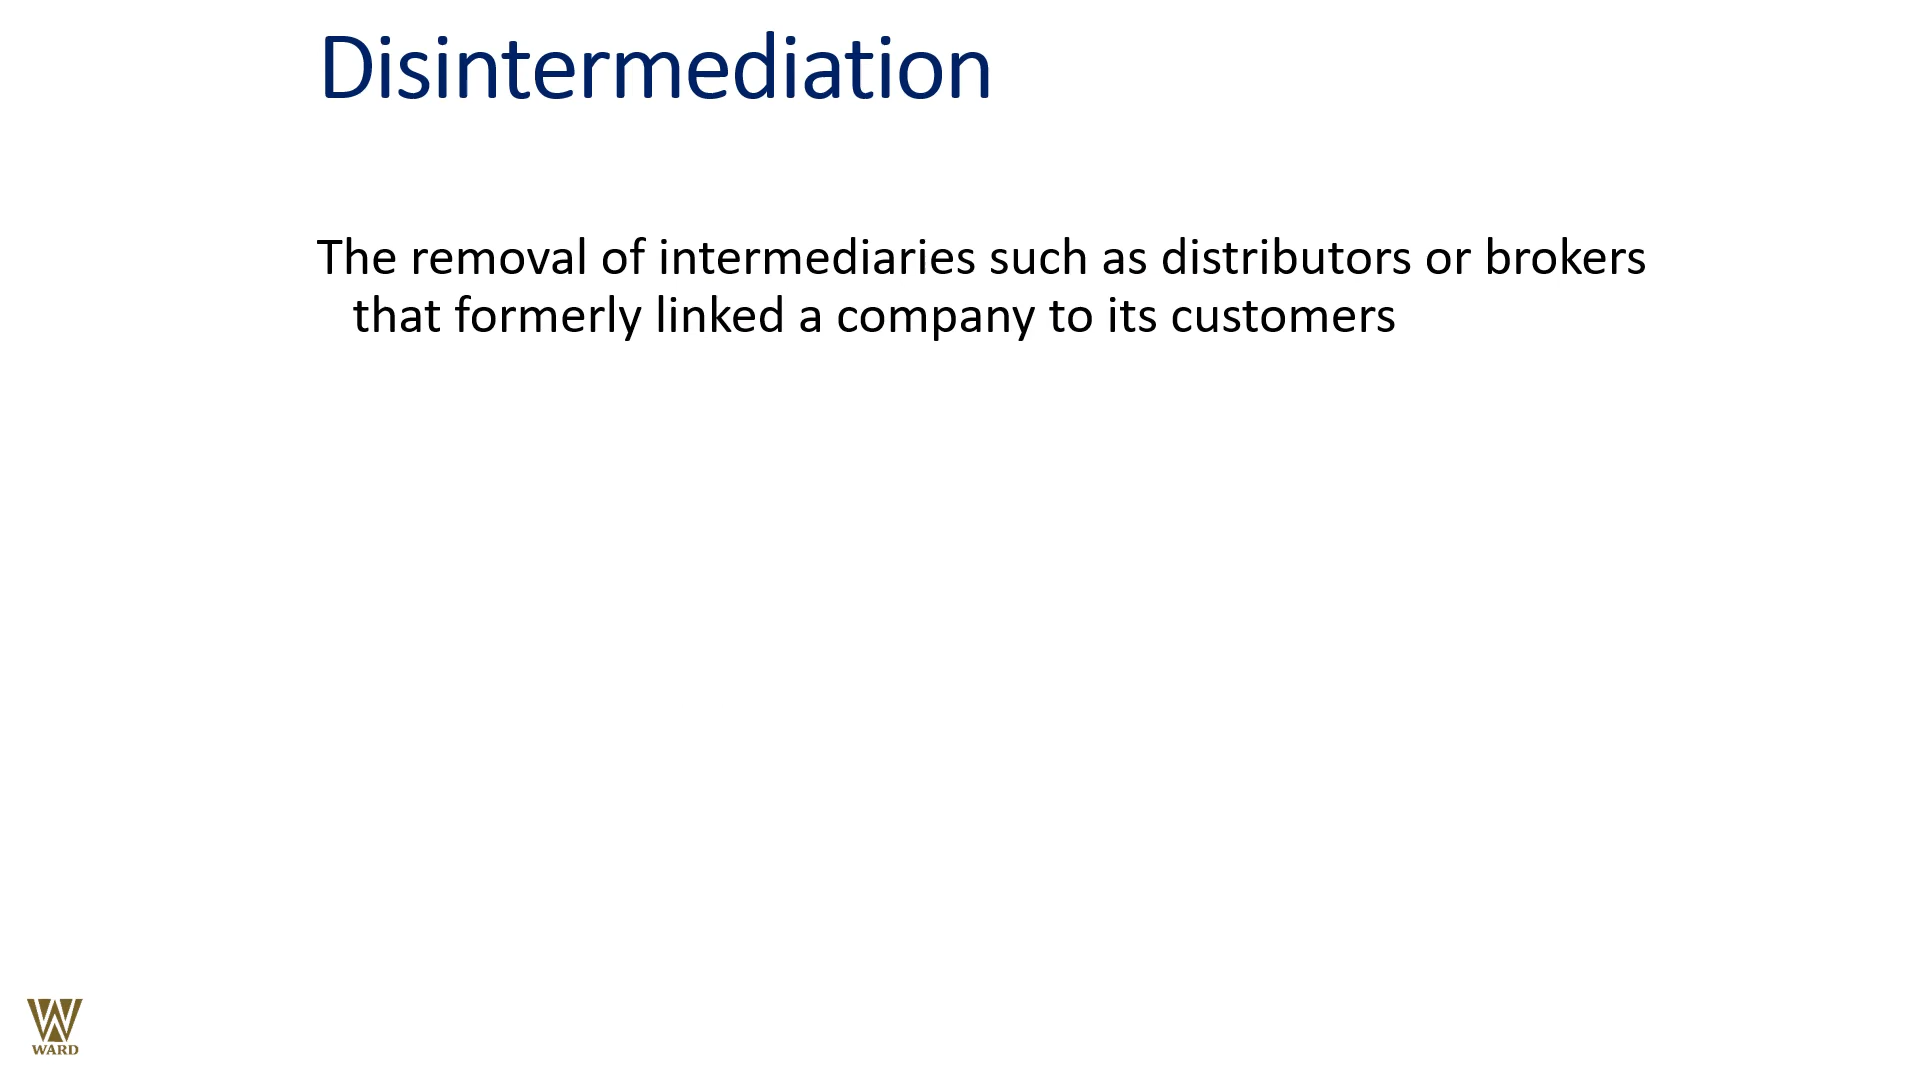 Disintermediation
The removal of intermediaries such as distributors or brokers
that formerly linked a company to its customers
WARD